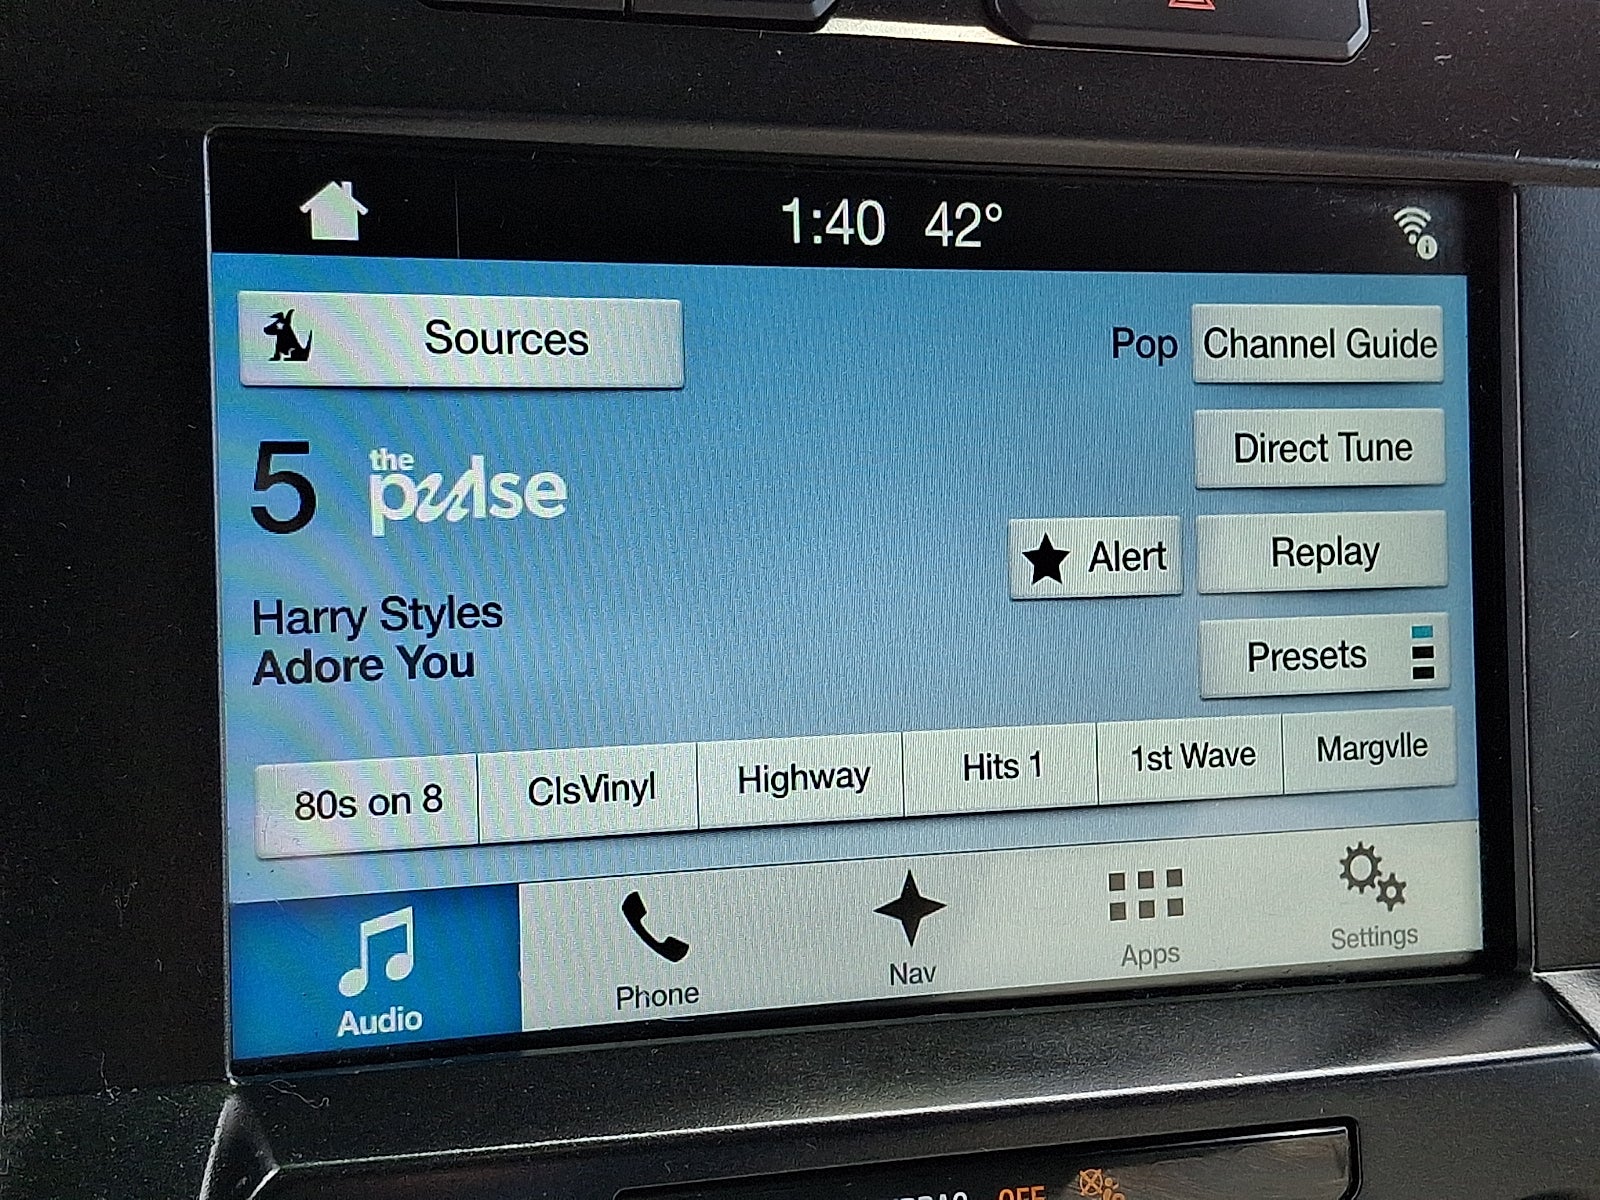 1:40 42°
Sources
Pop
Channel Guide
Direct Tune
5
the
pulse
Alert
Replay
Harry Styles
Adore You
Presets
80s on 8
ClsVinyl
Highway
Hits 1
1st Wave
Margvlle
Audio
Phone
Nav
Apps
Settings
OFF